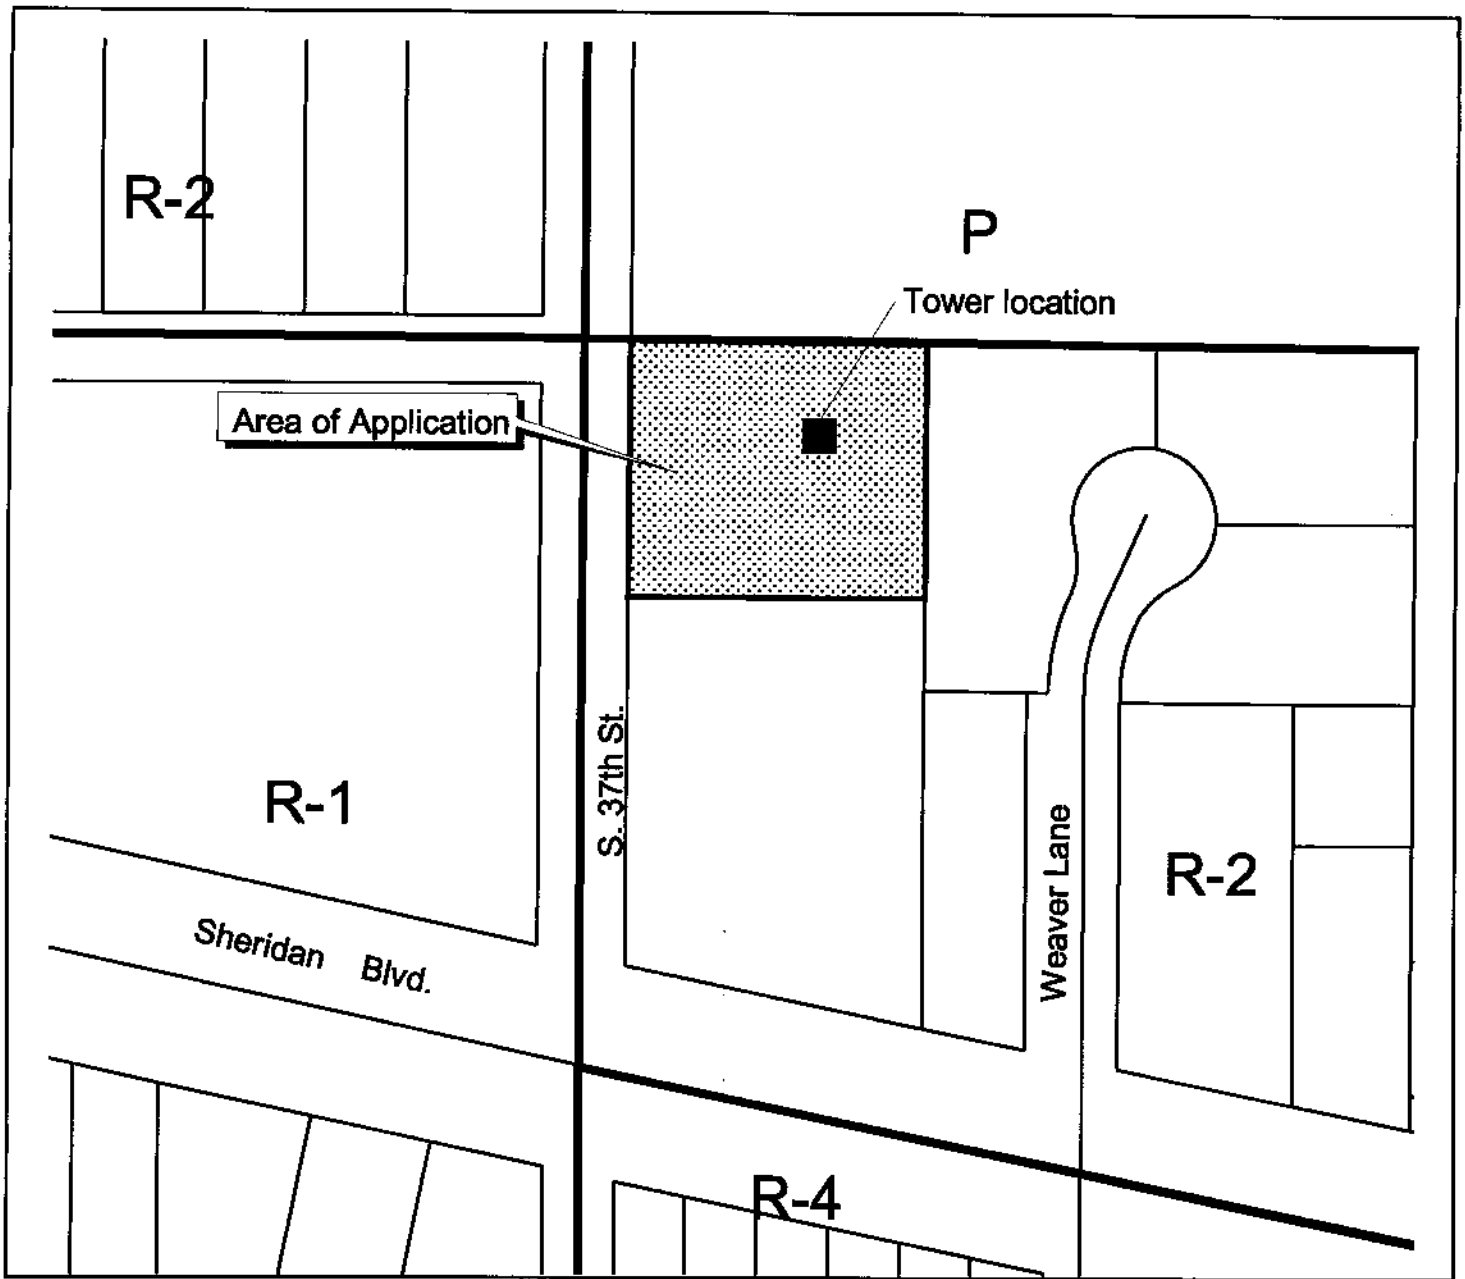 R-2
P
Tower location
Area of Application
S. 37th St.
R-1
Weaver Lane
R-2
Sheridan Blvd.
R-4